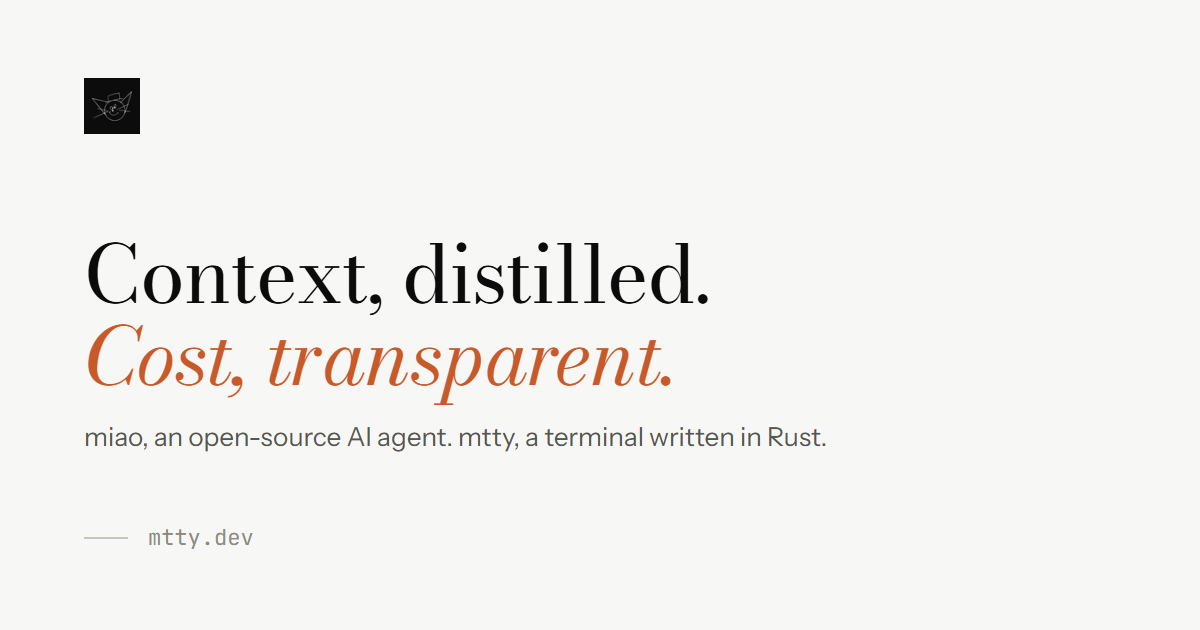 Context, distilled.
Cost, transparent.
miao, an open-source AI agent. mtty, a terminal written in Rust.
mtty.dev